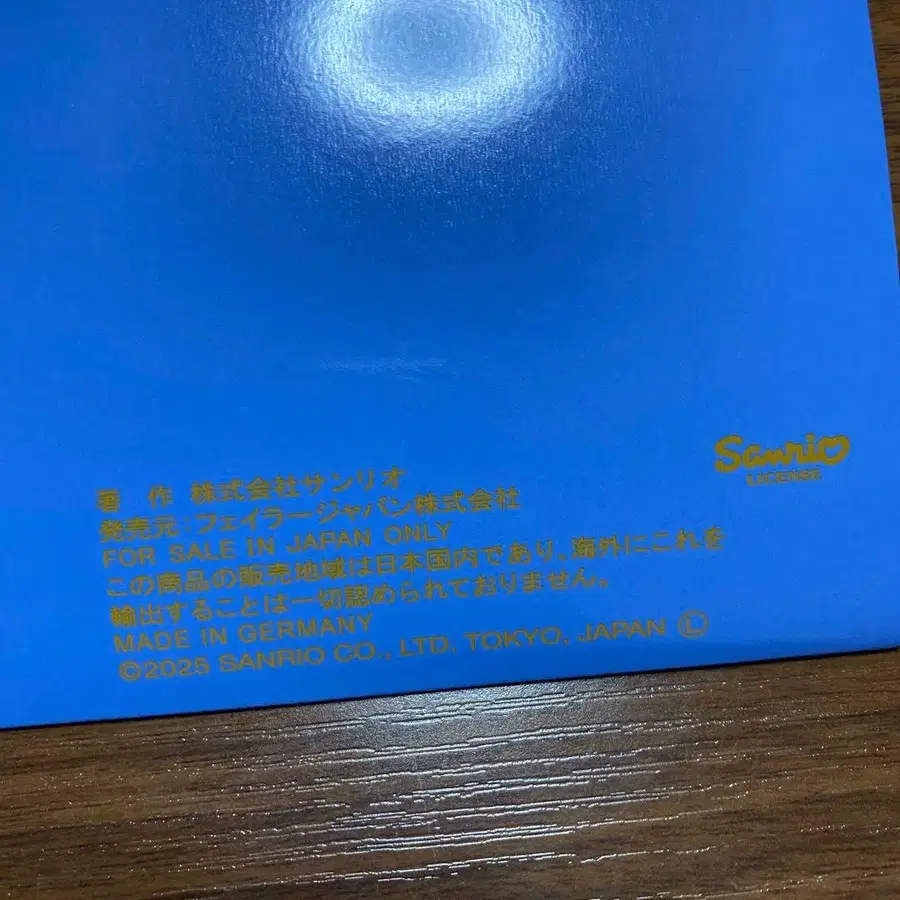 著 作 株式会社サンリオ
発売元:フェイラージャパン株式会社
FOR SALE IN JAPAN ONLY
この商品の販売地域は日本国内であり、海外にこれを
輸出することは一切認められておりません。
MADE IN GERMANY
©2025 SANRIO CO., LTD. TOKYO, JAPAN Ⓛ
Sanrio
LICENSE